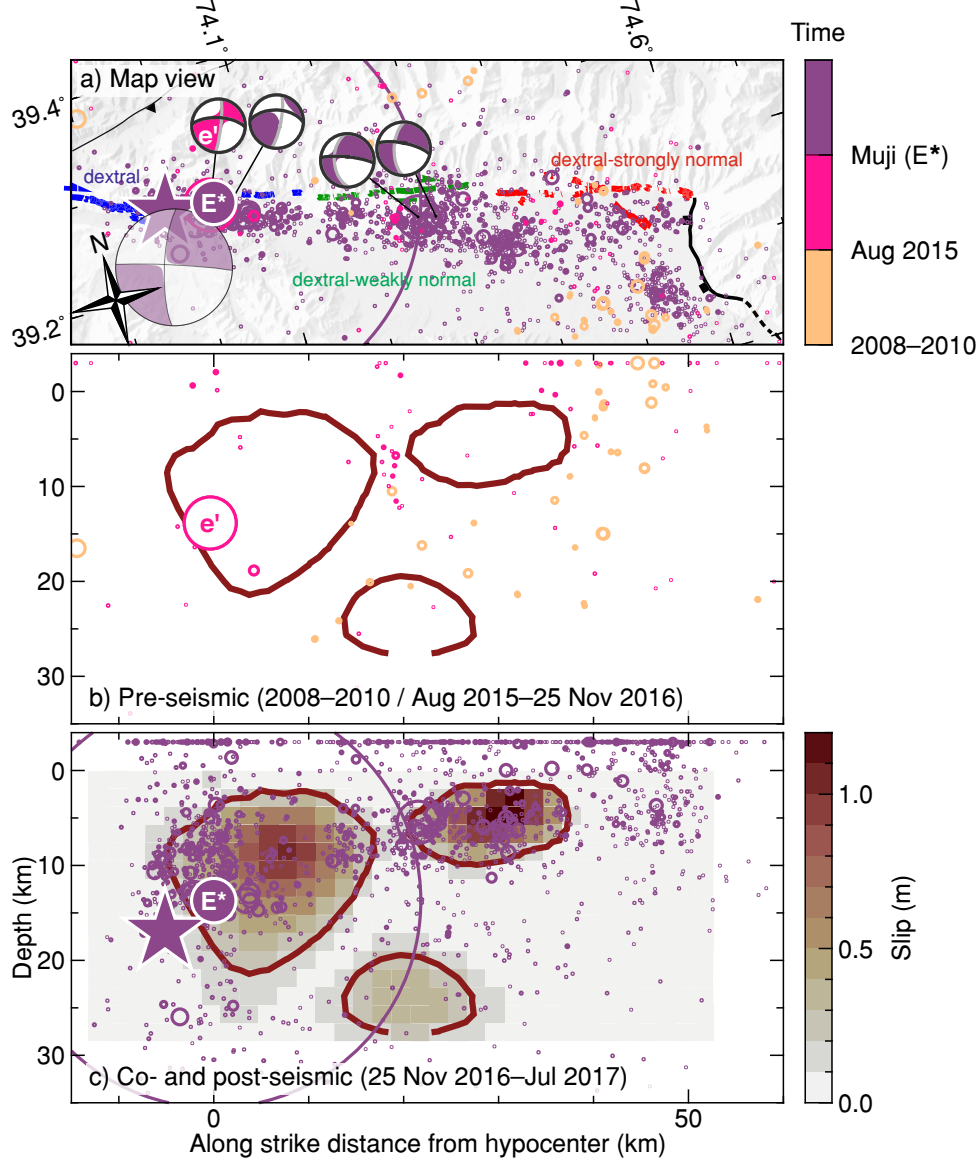 74.1°
74.6°
Time
a) Map view
39.4°
e'
dextral-strongly normal
dextral
Muji (E*)
E*
N
Aug 2015
dextral-weakly normal
39.2°
2008–2010
0
10
e'
20
30
b) Pre-seismic (2008–2010 / Aug 2015–25 Nov 2016)
0
1.0
10
E*
Depth (km)
Slip (m)
0.5
20
30
c) Co- and post-seismic (25 Nov 2016–Jul 2017)
0.0
0
50
Along strike distance from hypocenter (km)